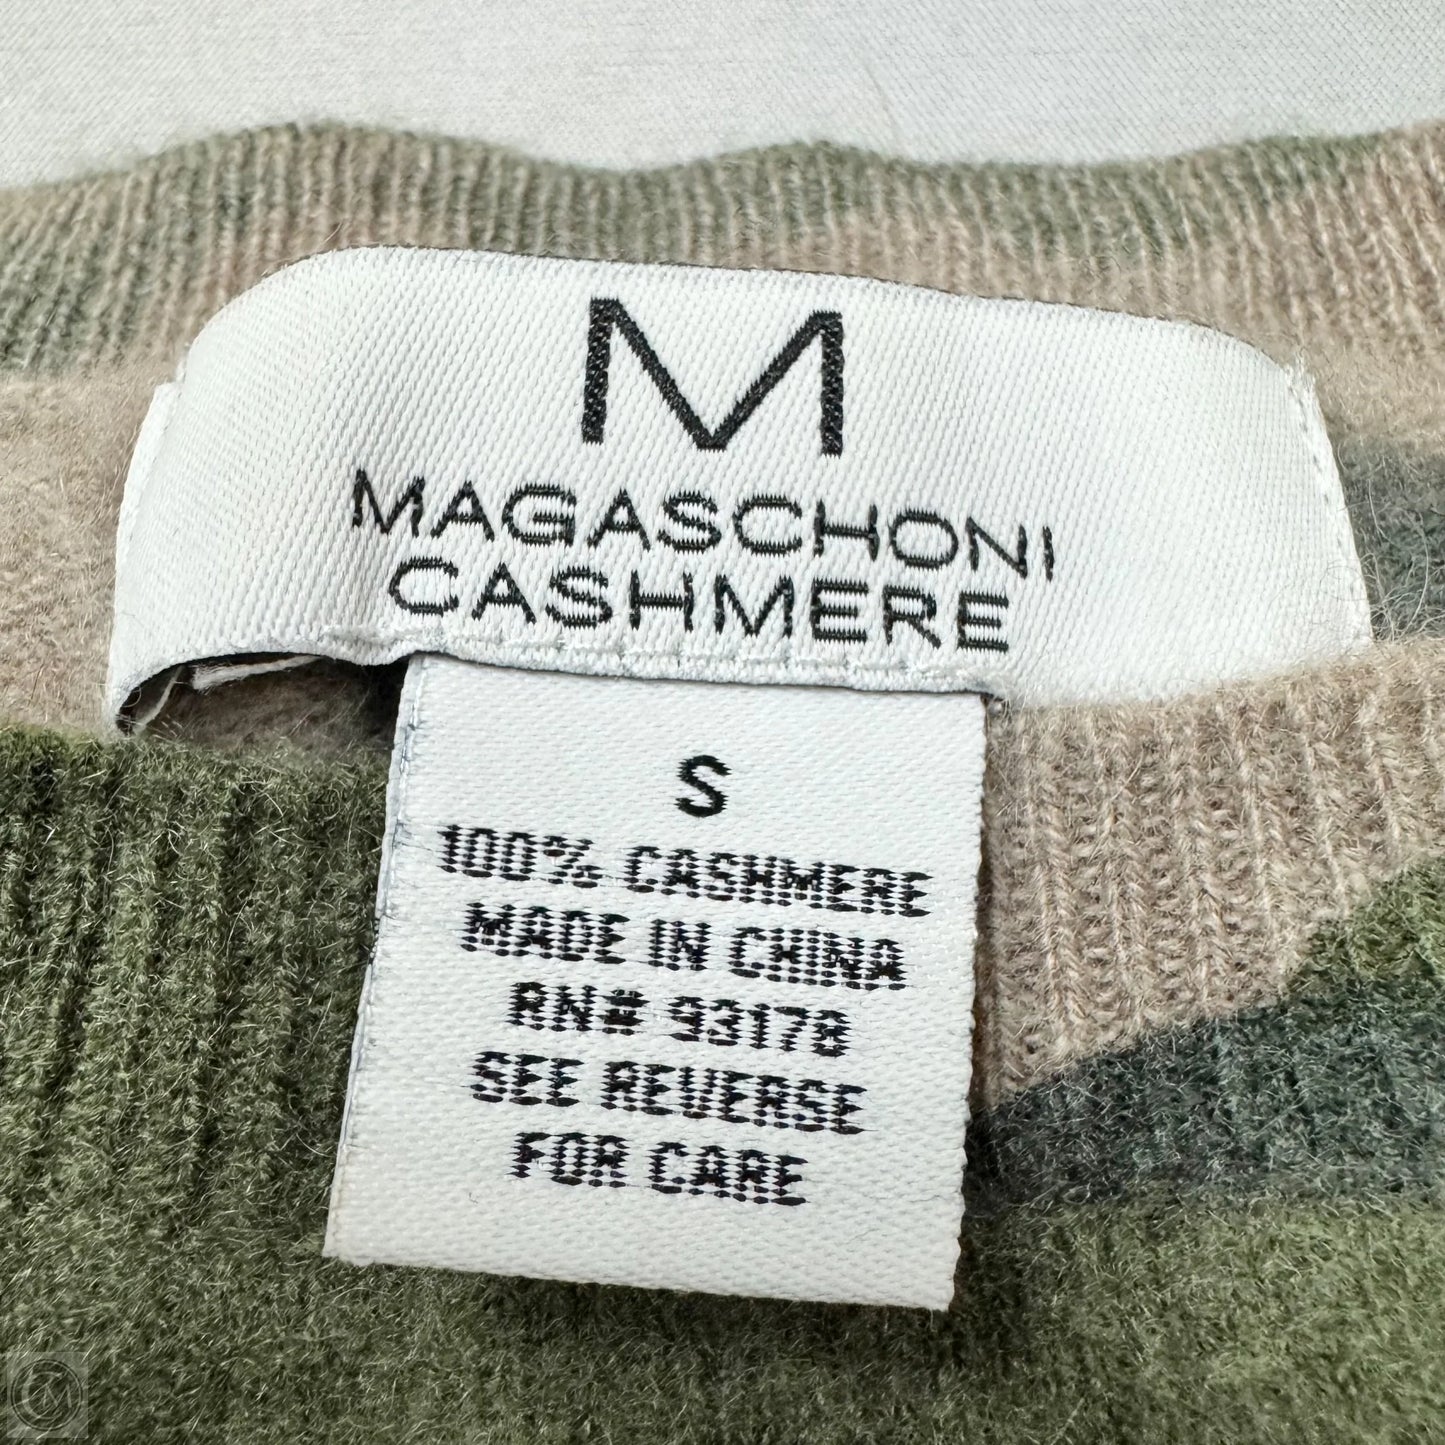 M
MAGASCHONI
CASHMERE
S
100% CASHMERE
MADE IN CHINA
RN# 93178
SEE REVERSE
FOR CARE